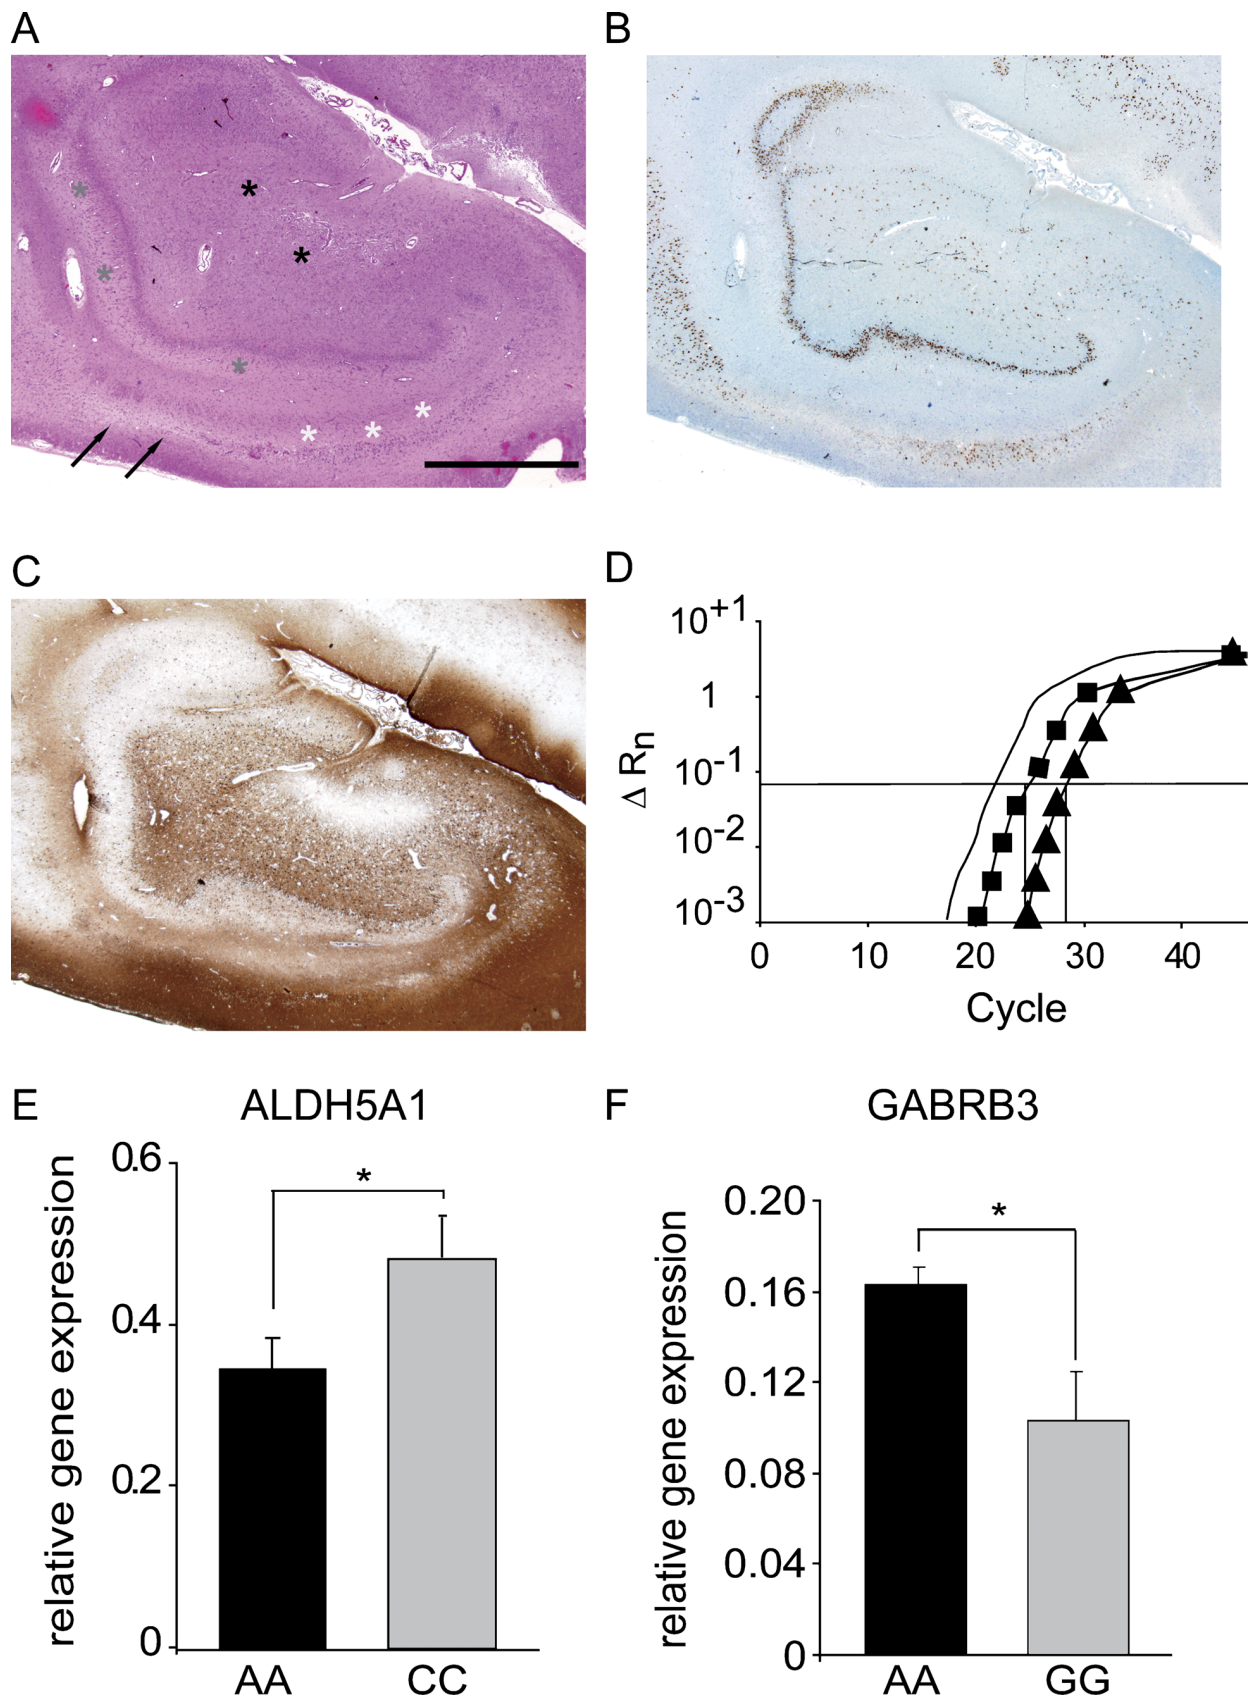 A
B
C
D
10+1
1
10-1
10-2
10-3
Δ Rn
0 10 20 30 40
Cycle
E ALDH5A1
0.6
0.4
0.2
0
relative gene expression
*
AA CC
F GABRB3
0.20
0.16
0.12
0.08
0.04
0
relative gene expression
*
AA GG